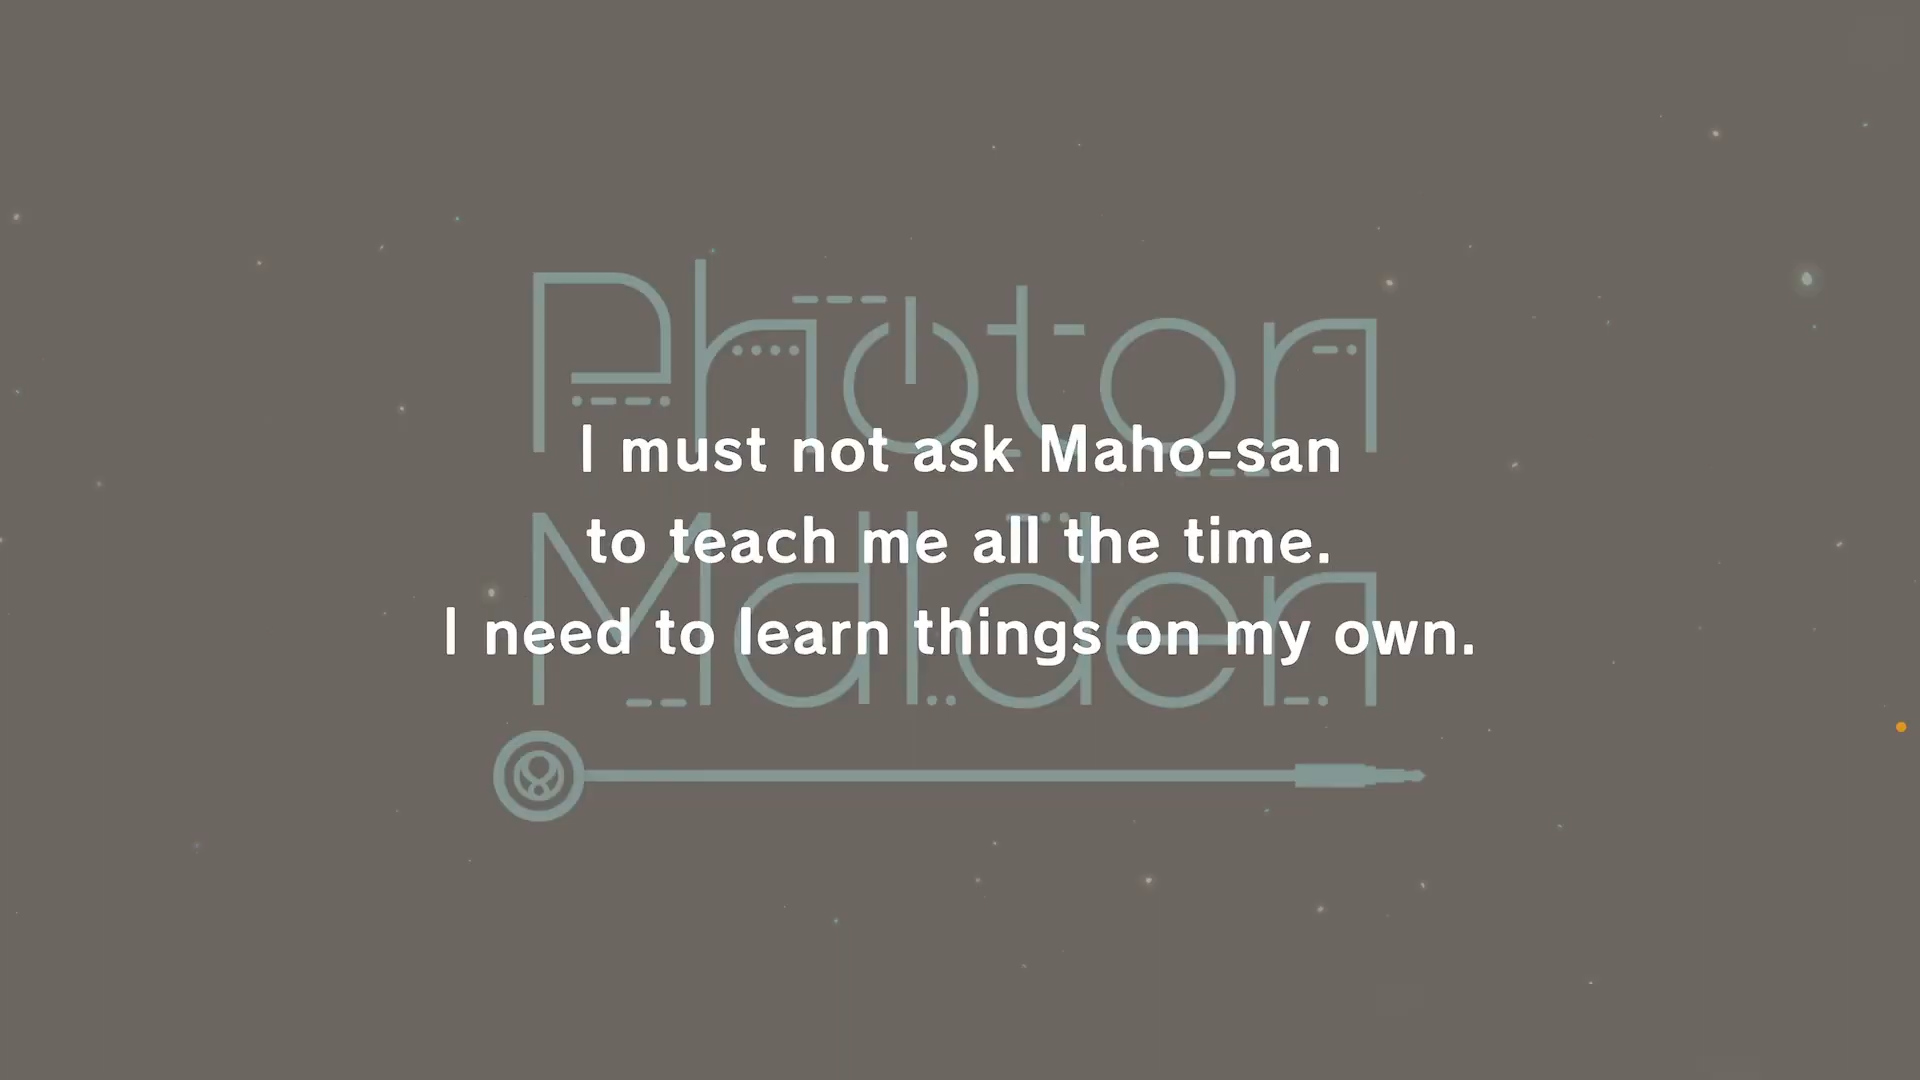 Photon
Maiden
I must not ask Maho-san
to teach me all the time.
I need to learn things on my own.